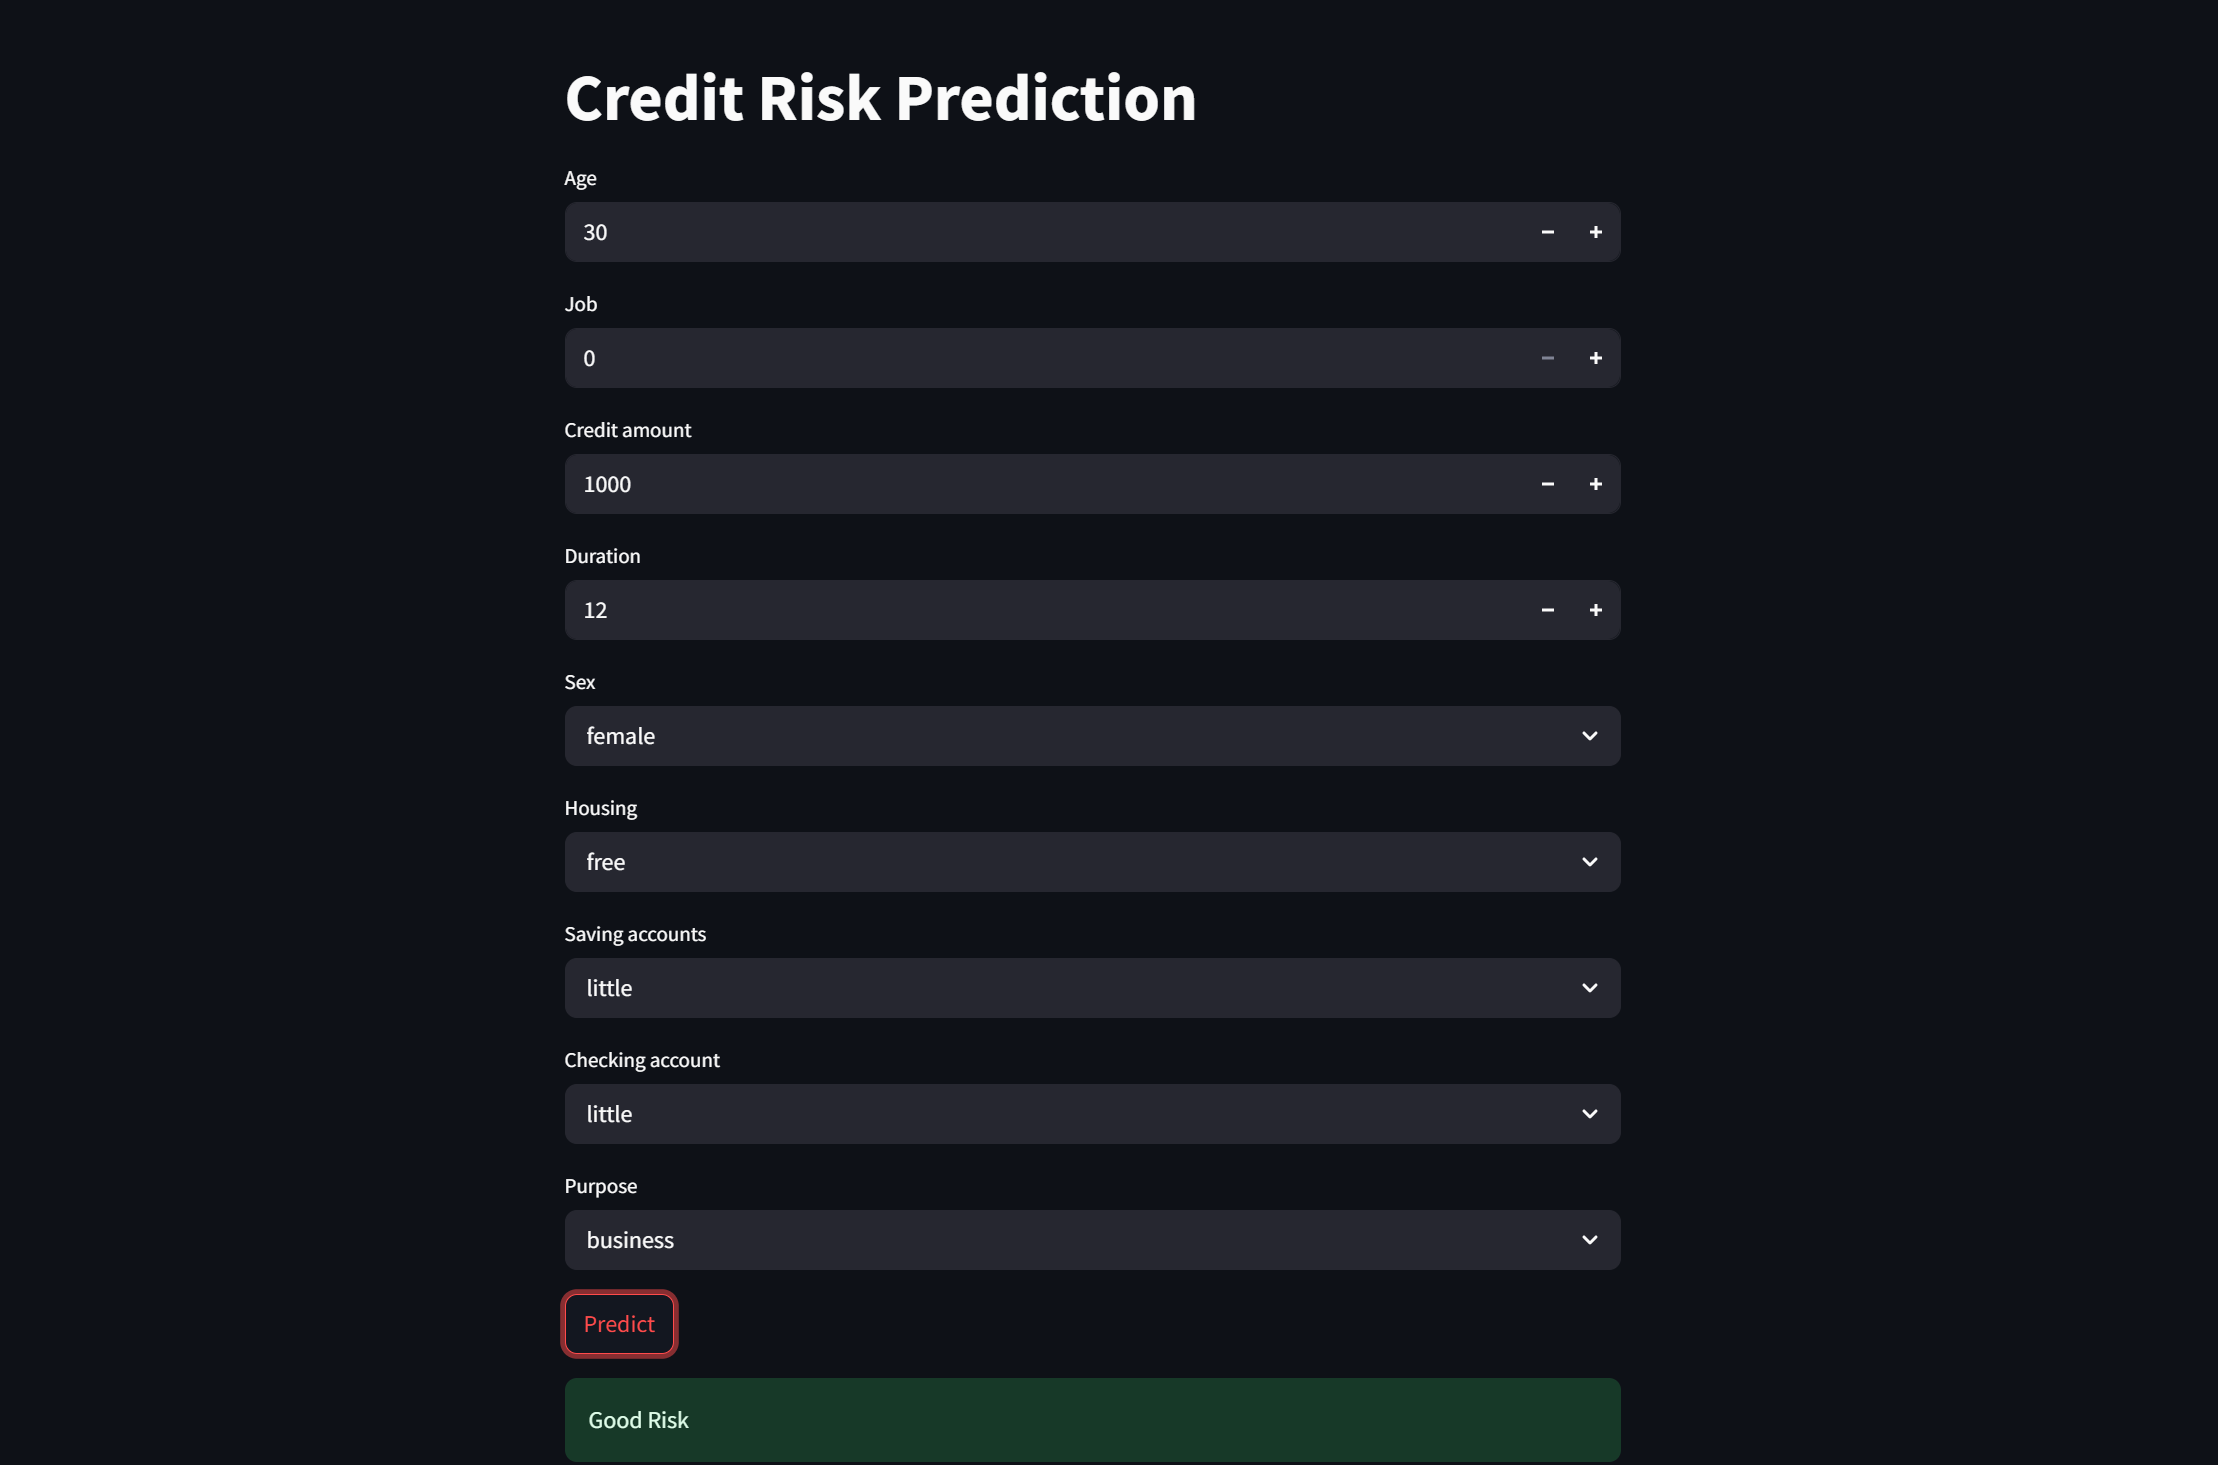 Credit Risk Prediction
Age
30
Job
0
Credit amount
1000
Duration
12
Sex
female
Housing
free
Saving accounts
little
Checking account
little
Purpose
business
Predict
Good Risk